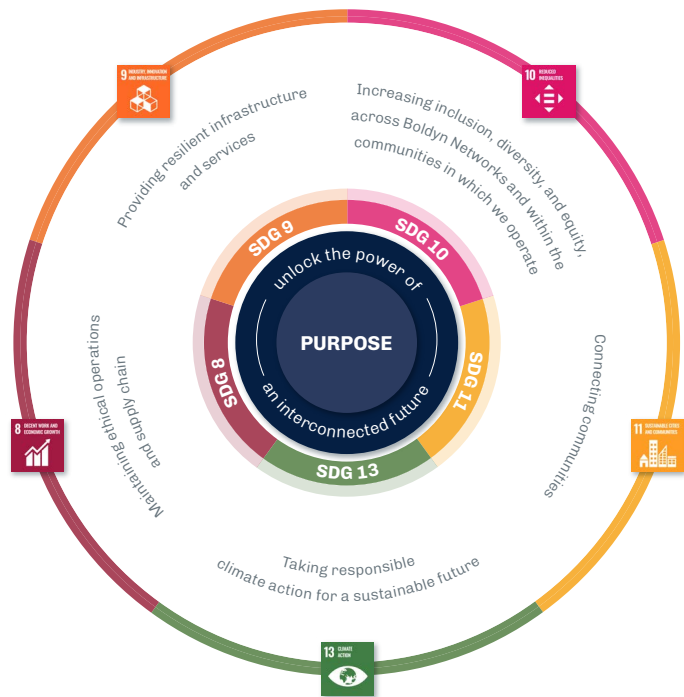 9 INDUSTRY, INNOVATION
AND INFRASTRUCTURE
10 REDUCED
INEQUALITIES
Providing resilient infrastructure
and services
Increasing inclusion, diversity, and equity,
across Boldyn Networks and within the
communities in which we operate
SDG 9
SDG 10
unlock the power of
PURPOSE
an interconnected future
SDG 8
SDG 11
SDG 13
Maintaining ethical operations
and supply chain
Connecting communities
8 DECENT WORK AND
ECONOMIC GROWTH
11 SUSTAINABLE CITIES
AND COMMUNITIES
Taking responsible
climate action for a sustainable future
13 CLIMATE
ACTION